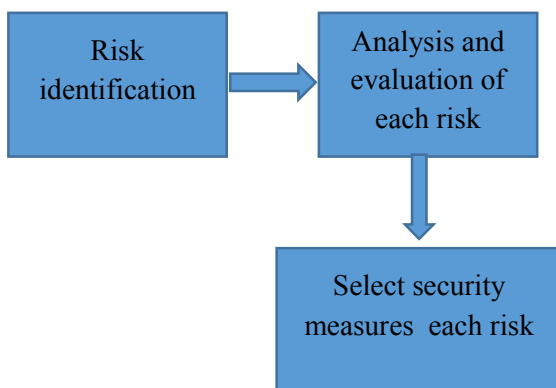 Risk
identification
Analysis and
evaluation of
each risk
Select security
measures each risk